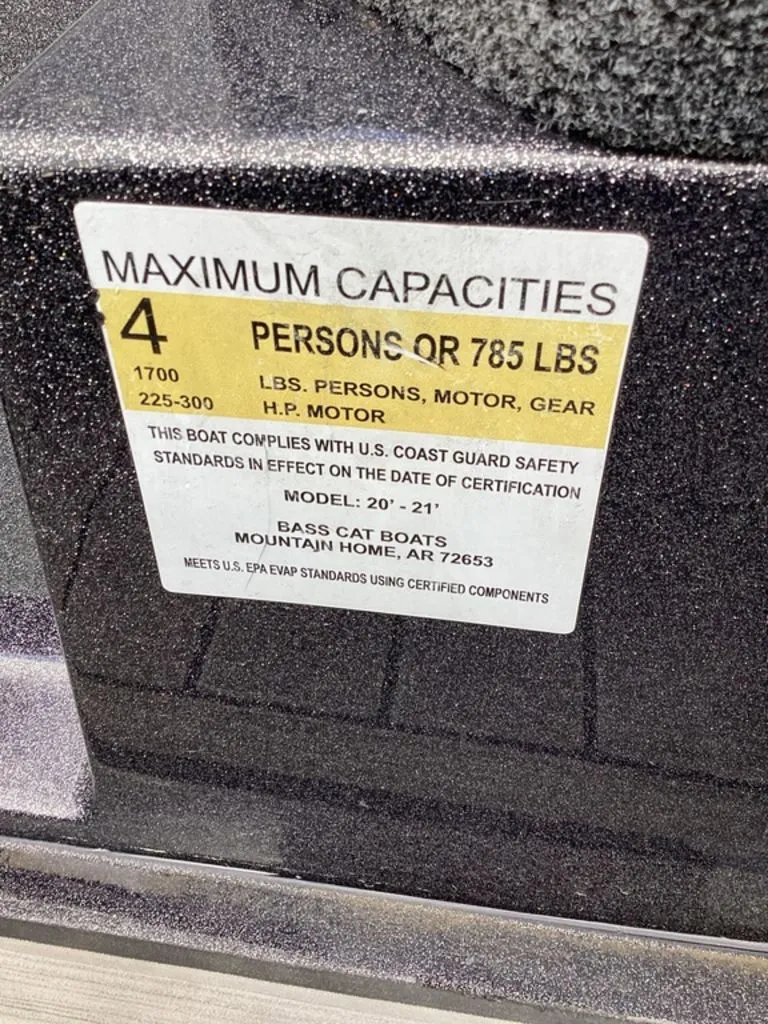 MAXIMUM CAPACITIES
4 PERSONS OR 785 LBS
1700 LBS. PERSONS, MOTOR, GEAR
225-300 H.P. MOTOR
THIS BOAT COMPLIES WITH U.S. COAST GUARD SAFETY
STANDARDS IN EFFECT ON THE DATE OF CERTIFICATION
MODEL: 20' - 21'
BASS CAT BOATS
MOUNTAIN HOME, AR 72653
MEETS U.S. EPA EVAP STANDARDS USING CERTIFIED COMPONENTS